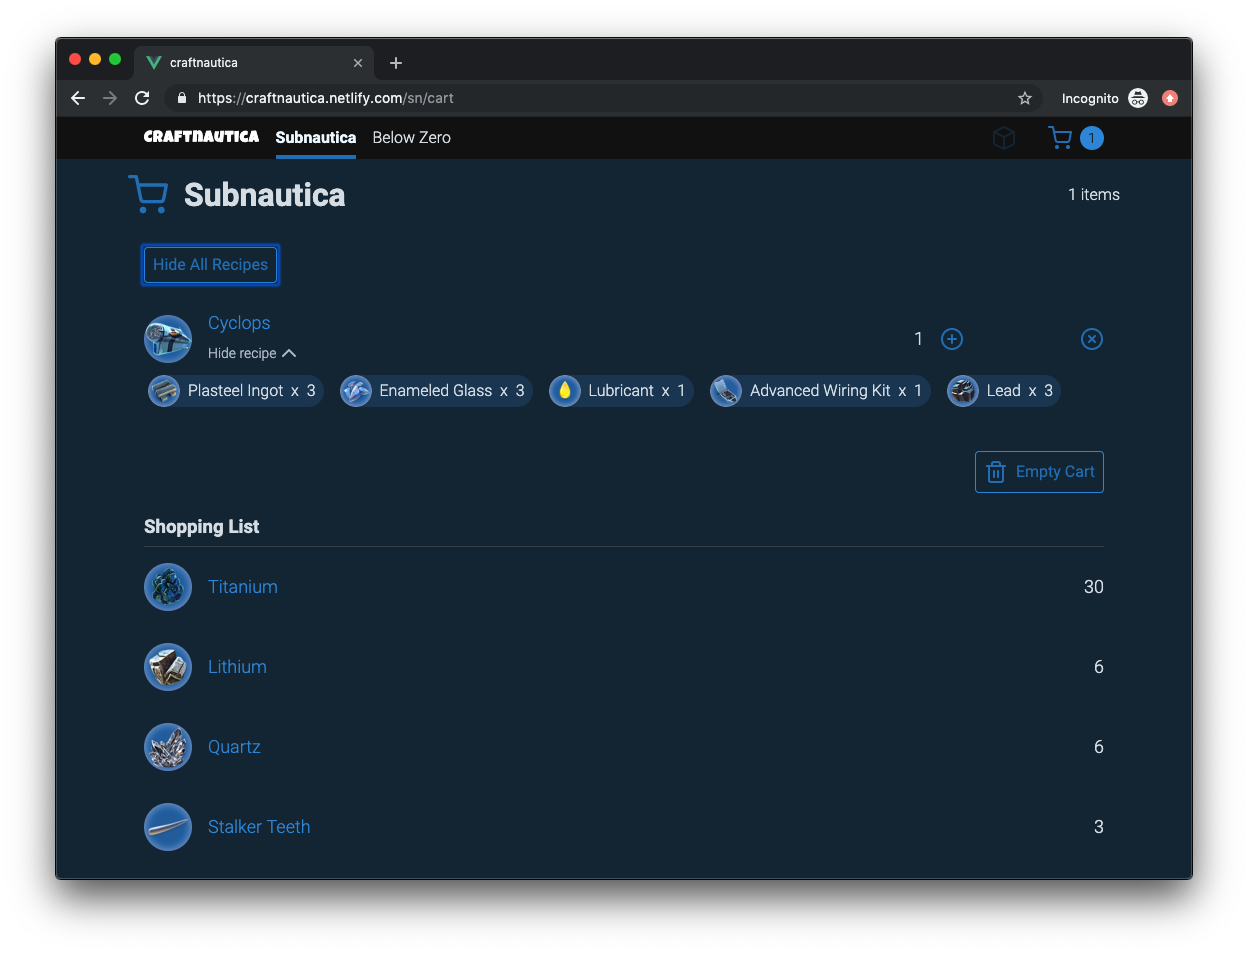 craftnautica
https://craftnautica.netlify.com/sn/cart
Incognito
CRAFTNAUTICA Subnautica Below Zero 1
Subnautica 1 items
Hide All Recipes
Cyclops
1
Hide recipe
Plasteel Ingot x 3 Enameled Glass x 3 Lubricant x 1 Advanced Wiring Kit x 1 Lead x 3
Empty Cart
Shopping List
Titanium 30
Lithium 6
Quartz 6
Stalker Teeth 3